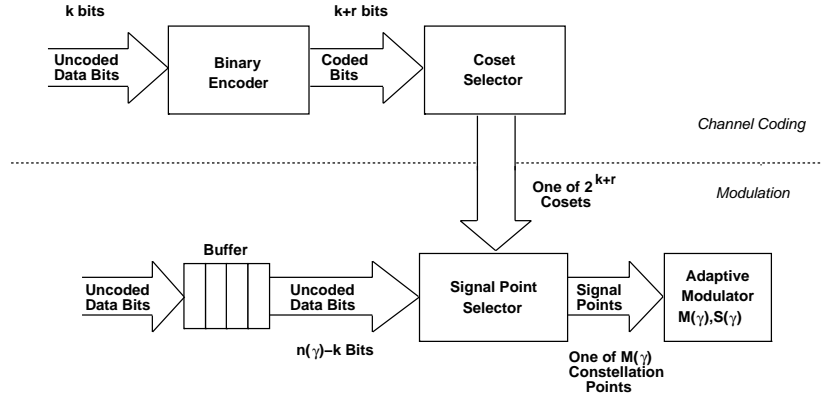 k bits
k+r bits
Uncoded
Data Bits
Binary
Encoder
Coded
Bits
Coset
Selector
Channel Coding
One of 2^k+r
Cosets
Modulation
Buffer
Uncoded
Data Bits
Uncoded
Data Bits
n(γ)−k Bits
Signal Point
Selector
Signal
Points
One of M(γ)
Constellation
Points
Adaptive
Modulator
M(γ),S(γ)